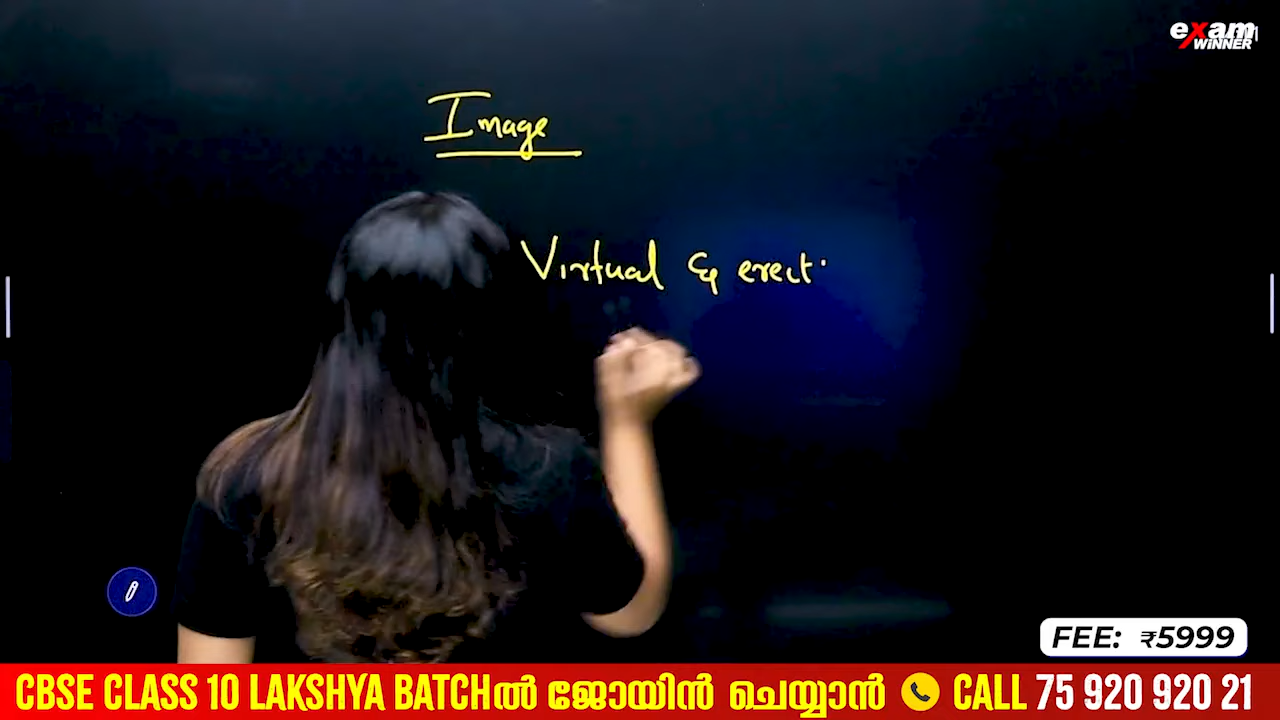 exam
WINNER
Image
Virtual & erect.
FEE: ₹5999
CBSE CLASS 10 LAKSHYA BATCHൽ ജോയിൻ ചെയ്യാൻ CALL 75 920 920 21